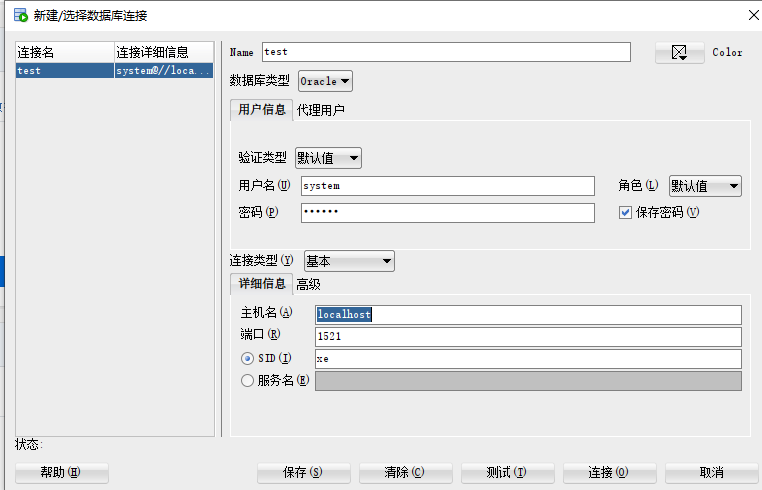 新建/选择数据库连接
连接名 连接详细信息
test system@//loca...
Name test Color
数据库类型 Oracle
用户信息 代理用户
验证类型 默认值
用户名(U) system 角色(L) 默认值
密码(P) •••••• 保存密码(V)
连接类型(Y) 基本
详细信息 高级
主机名(A) localhost
端口(R) 1521
SID(I) xe
服务名(E)
状态:
帮助(H) 保存(S) 清除(C) 测试(T) 连接(O) 取消